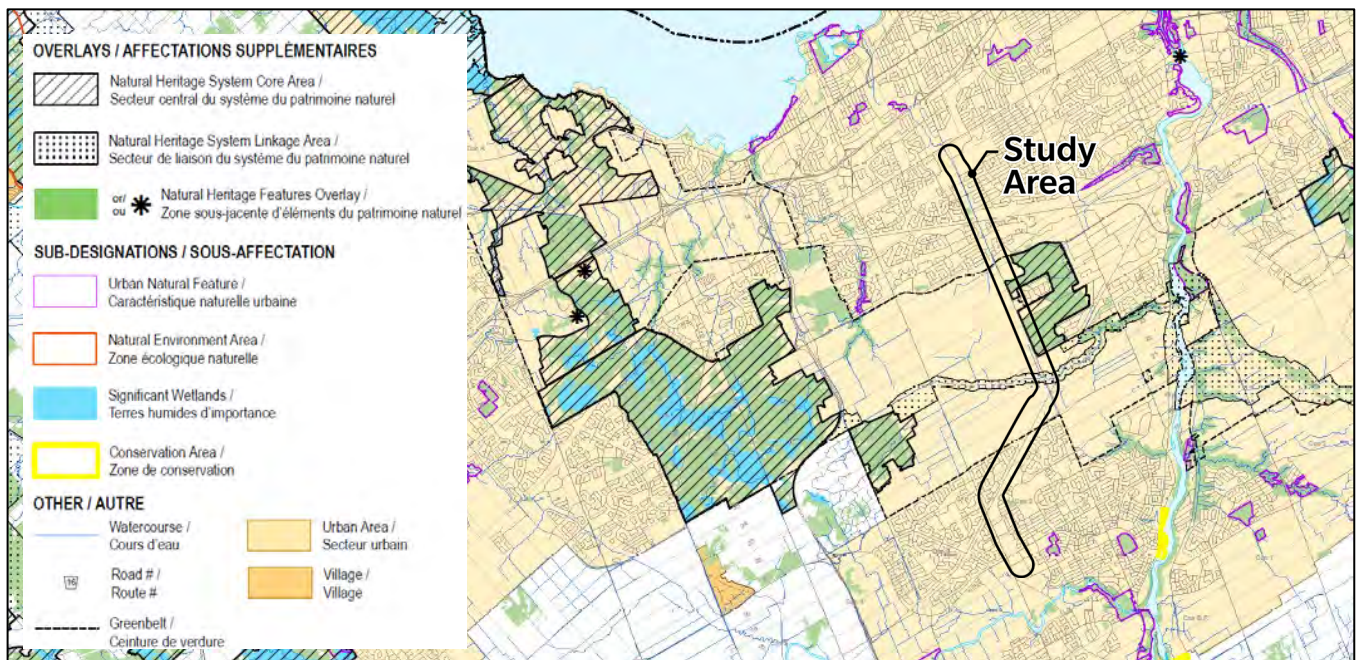 OVERLAYS / AFFECTATIONS SUPPLÉMENTAIRES
Natural Heritage System Core Area /
Secteur central du système du patrimoine naturel
Natural Heritage System Linkage Area /
Secteur de liaison du système du patrimoine naturel
or/
ou
Natural Heritage Features Overlay /
Zone sous-jacente d'éléments du patrimoine naturel
SUB-DESIGNATIONS / SOUS-AFFECTATION
Urban Natural Feature /
Caractéristique naturelle urbaine
Natural Environment Area /
Zone écologique naturelle
Significant Wetlands /
Terres humides d'importance
Conservation Area /
Zone de conservation
OTHER / AUTRE
Watercourse /
Cours d'eau
Urban Area /
Secteur urbain
Road # /
Route #
Village /
Village
Greenbelt /
Ceinture de verdure
Study
Area